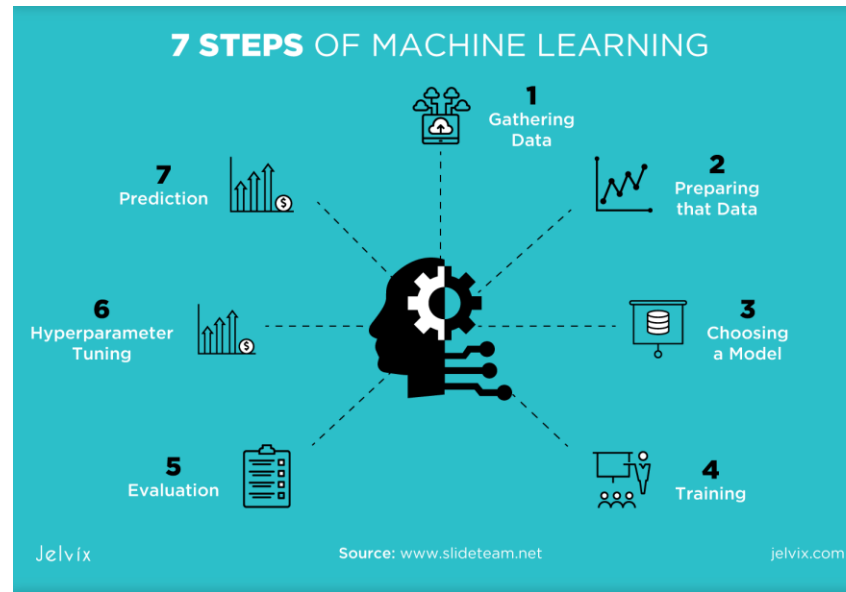 7 STEPS OF MACHINE LEARNING
1
Gathering
Data
2
Preparing
that Data
3
Choosing
a Model
4
Training
5
Evaluation
6
Hyperparameter
Tuning
7
Prediction
$
$
Jelvix
Source: www.slideteam.net
jelvix.com